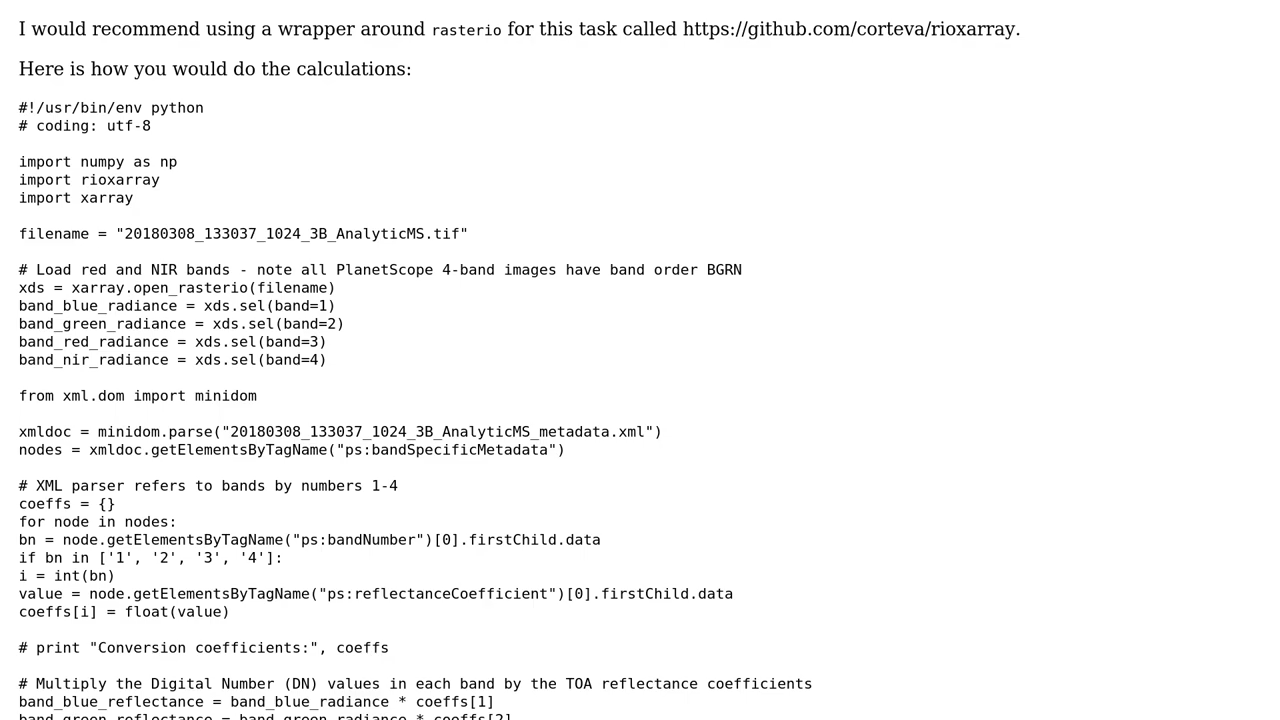 I would recommend using a wrapper around rasterio for this task called https://github.com/corteva/rioxarray.
Here is how you would do the calculations:
#!/usr/bin/env python
# coding: utf-8
import numpy as np
import rioxarray
import xarray
filename = "20180308_133037_1024_3B_AnalyticMS.tif"
# Load red and NIR bands - note all PlanetScope 4-band images have band order BGRN
xds = xarray.open_rasterio(filename)
band_blue_radiance = xds.sel(band=1)
band_green_radiance = xds.sel(band=2)
band_red_radiance = xds.sel(band=3)
band_nir_radiance = xds.sel(band=4)
from xml.dom import minidom
xmldoc = minidom.parse("20180308_133037_1024_3B_AnalyticMS_metadata.xml")
nodes = xmldoc.getElementsByTagName("ps:bandSpecificMetadata")
# XML parser refers to bands by numbers 1-4
coeffs = {}
for node in nodes:
bn = node.getElementsByTagName("ps:bandNumber")[0].firstChild.data
if bn in ['1', '2', '3', '4']:
i = int(bn)
value = node.getElementsByTagName("ps:reflectanceCoefficient")[0].firstChild.data
coeffs[i] = float(value)
# print "Conversion coefficients:", coeffs
# Multiply the Digital Number (DN) values in each band by the TOA reflectance coefficients
band_blue_reflectance = band_blue_radiance * coeffs[1]
band_green_reflectance = band_green_radiance * coeffs[2]